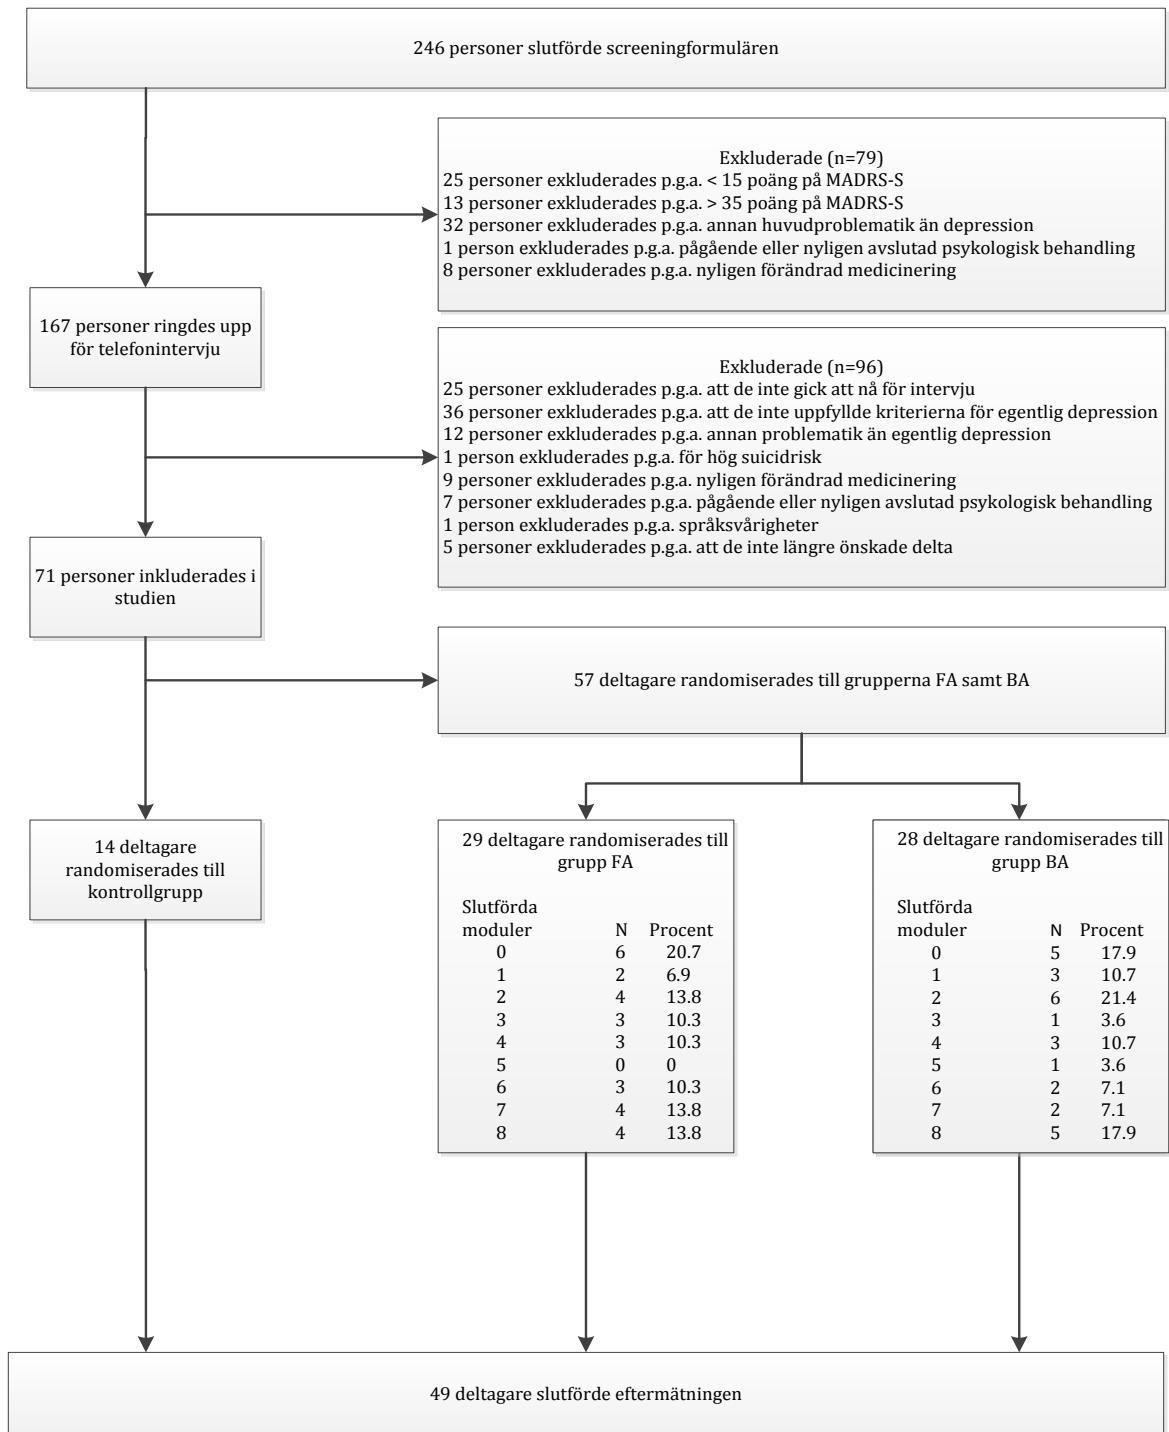 246 personer slutförde screeningformulären
Exkluderade (n=79)
25 personer exkluderades p.g.a. < 15 poäng på MADRS-S
13 personer exkluderades p.g.a. > 35 poäng på MADRS-S
32 personer exkluderades p.g.a. annan huvudproblematik än depression
1 person exkluderades p.g.a. pågående eller nyligen avslutad psykologisk behandling
8 personer exkluderades p.g.a. nyligen förändrad medicinering
167 personer ringdes upp
för telefonintervju
Exkluderade (n=96)
25 personer exkluderades p.g.a. att de inte gick att nå för intervju
36 personer exkluderades p.g.a. att de inte uppfyllde kriterierna för egentlig depression
12 personer exkluderades p.g.a. annan problematik än egentlig depression
1 person exkluderades p.g.a. för hög suicidrisk
9 personer exkluderades p.g.a. nyligen förändrad medicinering
7 personer exkluderades p.g.a. pågående eller nyligen avslutad psykologisk behandling
1 person exkluderades p.g.a. språksvårigheter
5 personer exkluderades p.g.a. att de inte längre önskade delta
71 personer inkluderades i
studien
57 deltagare randomiserades till grupperna FA samt BA
14 deltagare
randomiserades till
kontrollgrupp
29 deltagare randomiserades till
grupp FA
Slutförda
moduler N Procent
0 6 20.7
1 2 6.9
2 4 13.8
3 3 10.3
4 3 10.3
5 0 0
6 3 10.3
7 4 13.8
8 4 13.8
28 deltagare randomiserades till
grupp BA
Slutförda
moduler N Procent
0 5 17.9
1 3 10.7
2 6 21.4
3 1 3.6
4 3 10.7
5 1 3.6
6 2 7.1
7 2 7.1
8 5 17.9
49 deltagare slutförde eftermätningen